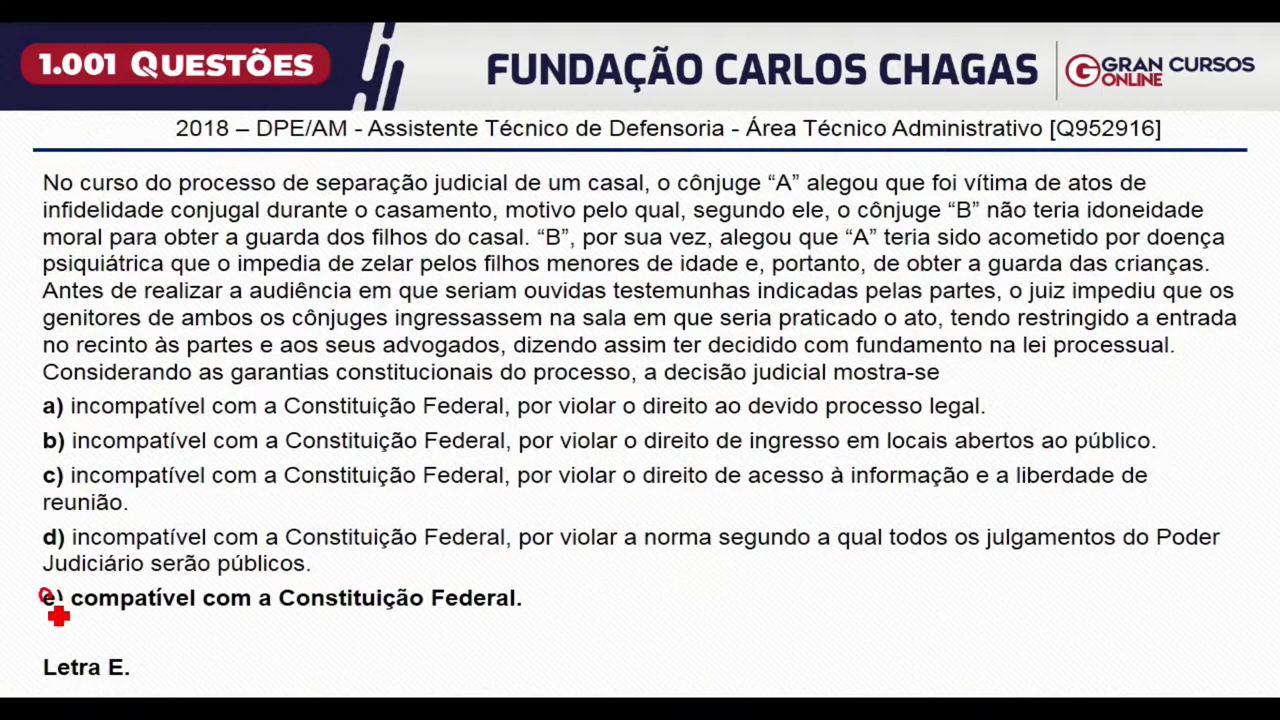 1.001 QUESTÕES
FUNDAÇÃO CARLOS CHAGAS
GRAN CURSOS
ONLINE
2018 – DPE/AM - Assistente Técnico de Defensoria - Área Técnico Administrativo [Q952916]
No curso do processo de separação judicial de um casal, o cônjuge “A” alegou que foi vítima de atos de
infidelidade conjugal durante o casamento, motivo pelo qual, segundo ele, o cônjuge “B” não teria idoneidade
moral para obter a guarda dos filhos do casal. “B”, por sua vez, alegou que “A” teria sido acometido por doença
psiquiátrica que o impedia de zelar pelos filhos menores de idade e, portanto, de obter a guarda das crianças.
Antes de realizar a audiência em que seriam ouvidas testemunhas indicadas pelas partes, o juiz impediu que os
genitores de ambos os cônjuges ingressassem na sala em que seria praticado o ato, tendo restringido a entrada
no recinto às partes e aos seus advogados, dizendo assim ter decidido com fundamento na lei processual.
Considerando as garantias constitucionais do processo, a decisão judicial mostra-se
a) incompatível com a Constituição Federal, por violar o direito ao devido processo legal.
b) incompatível com a Constituição Federal, por violar o direito de ingresso em locais abertos ao público.
c) incompatível com a Constituição Federal, por violar o direito de acesso à informação e a liberdade de
reunião.
d) incompatível com a Constituição Federal, por violar a norma segundo a qual todos os julgamentos do Poder
Judiciário serão públicos.
e) compatível com a Constituição Federal.
Letra E.